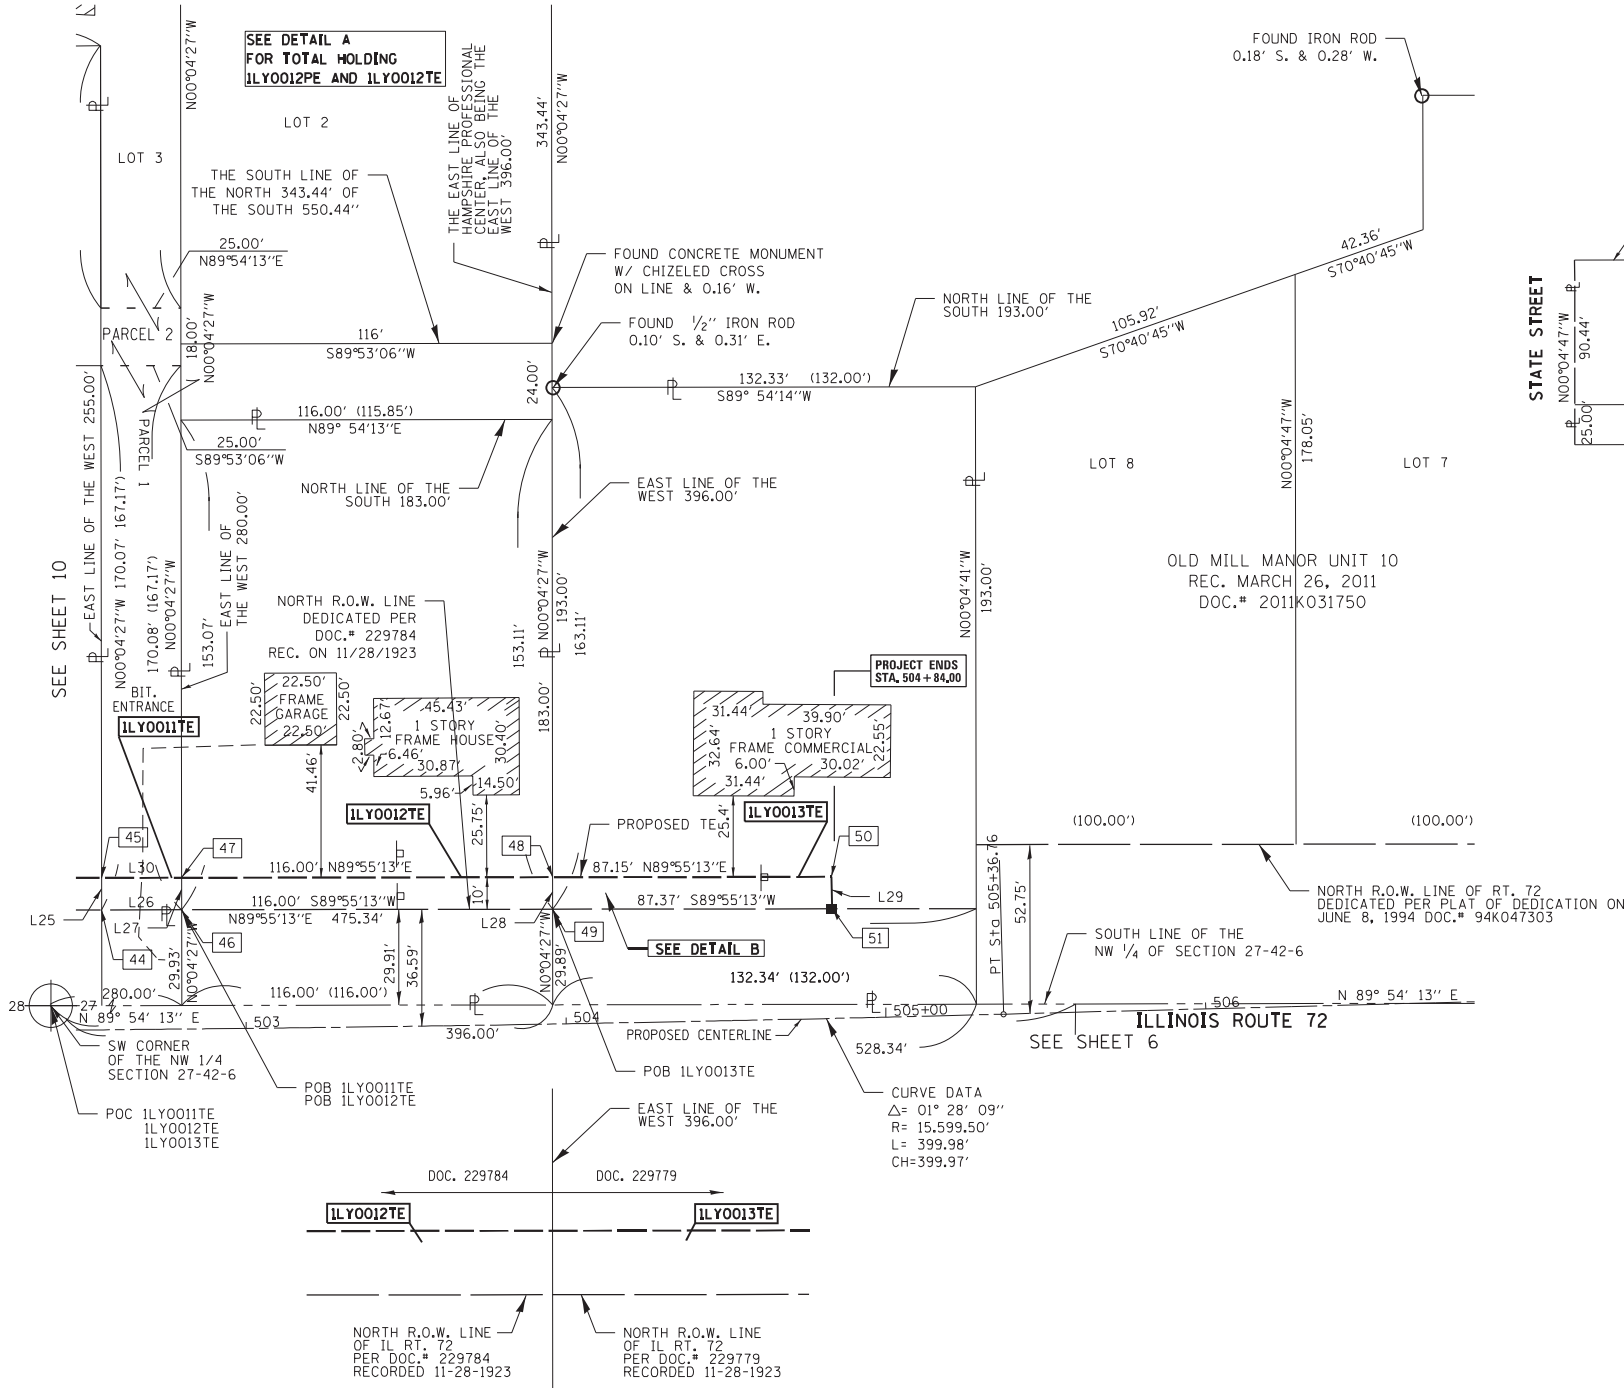 SEE DETAIL A
FOR TOTAL HOLDING
1LY0012PE AND 1LY0012TE
N00°04'27"W
LOT 2
LOT 3
THE EAST LINE OF
HAMPSHIRE PROFESSIONAL
CENTER, ALSO BEING THE
EAST LINE OF THE
WEST 396.00'
343.44'
N00°04'27"W
FOUND IRON ROD
0.18' S. & 0.28' W.
THE SOUTH LINE OF
THE NORTH 343.44' OF
THE SOUTH 550.44''
25.00'
N89°54'13"E
FOUND CONCRETE MONUMENT
W/ CHIZELED CROSS
ON LINE & 0.16' W.
FOUND ½" IRON ROD
0.10' S. & 0.31' E.
NORTH LINE OF THE
SOUTH 193.00'
42.36'
S70°40'45"W
105.92'
S70°40'45"W
STATE STREET
N00°04'47"W
90.44'
25.00'
PARCEL 2
18.00'
N00°04'27"W
116'
S89°53'06"W
24.00'
132.33' (132.00')
S89° 54'14"W
116.00' (115.85')
N89° 54'13"E
25.00'
S89°53'06"W
PARCEL 1
NORTH LINE OF THE
SOUTH 183.00'
EAST LINE OF THE
WEST 396.00'
LOT 8
N00°04'47"W
178.05'
LOT 7
SEE SHEET 10
EAST LINE OF THE WEST 255.00'
N00°04'27"W 170.07' 167.17')
170.08' (167.17')
N00°04'27"W
153.07'
EAST LINE OF
THE WEST 280.00'
NORTH R.O.W. LINE
DEDICATED PER
DOC.# 229784
REC. ON 11/28/1923
153.11'
N00°04'27"W
193.00'
163.11'
183.00'
N00°04'41"W
193.00'
OLD MILL MANOR UNIT 10
REC. MARCH 26, 2011
DOC.# 2011K031750
PROJECT ENDS
STA. 504+84.00
BIT.
ENTRANCE
1LY0011TE
22.50'
22.50'
FRAME
GARAGE
22.50'
22.50'
41.46'
45.43'
12.67'
2.80'
1 STORY
FRAME HOUSE
6.46'
30.87'
30.40'
14.50'
5.96'
25.75'
31.44'
39.90'
32.64'
1 STORY
FRAME COMMERCIAL
22.55'
6.00'
30.02'
31.44'
25.4'
1LY0012TE
PROPOSED TE
1LY0013TE
(100.00')
(100.00')
45
47
48
50
L30
116.00' N89°55'13"E
87.15' N89°55'13"E
L25
L26
L27
116.00' S89°55'13"W
N89°55'13"E 475.34'
10'
L28
87.37' S89°55'13"W
L29
44
46
49
51
SEE DETAIL B
29.93'
N0°04'27"W
29.91'
36.59'
N0°04'27"W
29.89'
132.34' (132.00')
PT Sta 505+36.76
52.75'
NORTH R.O.W. LINE OF RT. 72
DEDICATED PER PLAT OF DEDICATION ON
JUNE 8, 1994 DOC.# 94K047303
SOUTH LINE OF THE
NW ¼ OF SECTION 27-42-6
28
27
280.00'
116.00' (116.00')
N 89° 54' 13" E
503
504
505+00
506
N 89° 54' 13" E
396.00'
PROPOSED CENTERLINE
528.34'
ILLINOIS ROUTE 72
SEE SHEET 6
SW CORNER
OF THE NW 1/4
SECTION 27-42-6
POB 1LY0011TE
POB 1LY0012TE
POB 1LY0013TE
POC 1LY0011TE
1LY0012TE
1LY0013TE
CURVE DATA
Δ= 01° 28' 09"
R= 15.599.50'
L= 399.98'
CH=399.97'
EAST LINE OF THE
WEST 396.00'
DOC. 229784
DOC. 229779
1LY0012TE
1LY0013TE
NORTH R.O.W. LINE
OF IL RT. 72
PER DOC.# 229784
RECORDED 11-28-1923
NORTH R.O.W. LINE
OF IL RT. 72
PER DOC.# 229779
RECORDED 11-28-1923